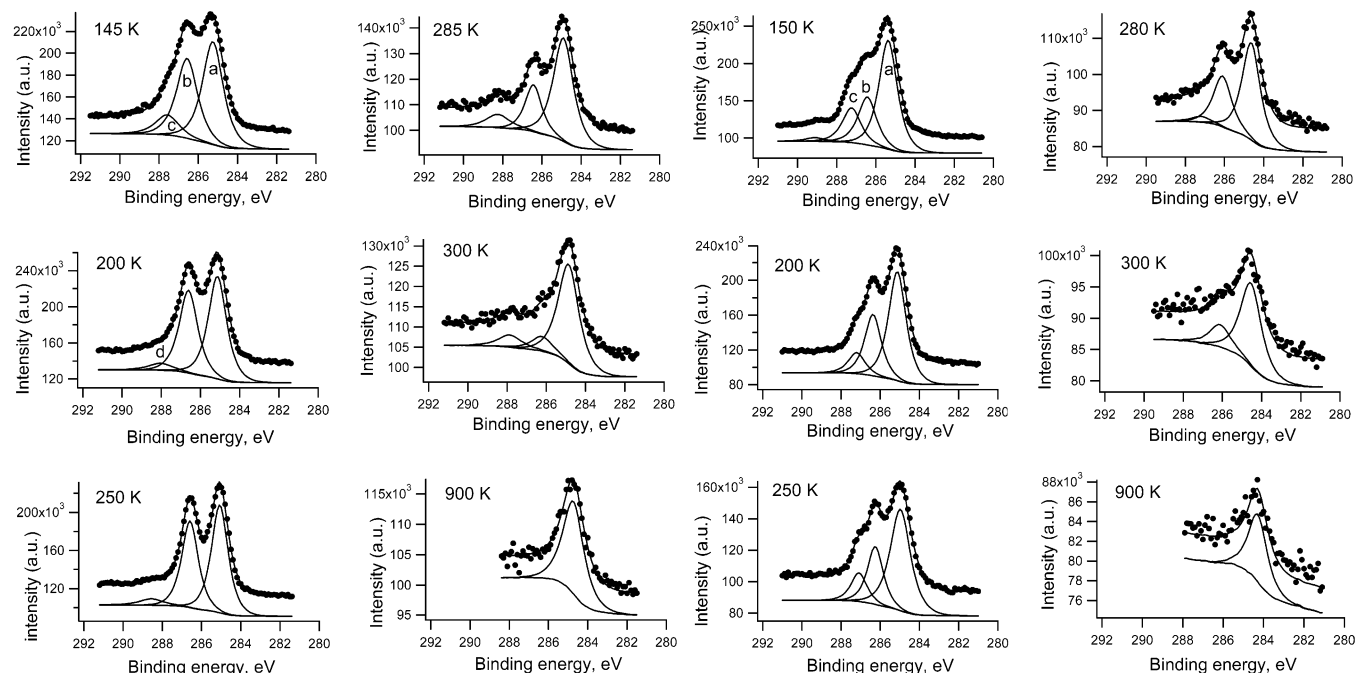 220x10³
200
180
160
140
120
145 K
a
b
c
292 290 288 286 284 282 280
Binding energy, eV
Intensity (a.u.)
140x10³
130
120
110
100
285 K
292 290 288 286 284 282 280
Binding energy, eV
Intensity (a.u.)
250x10³
200
150
100
150 K
a
b
c
292 290 288 286 284 282 280
Binding energy, eV
Intensity (a.u.)
110x10³
100
90
80
280 K
292 290 288 286 284 282 280
Binding energy, eV
Intensity (a.u.)
240x10³
200
160
120
200 K
d
292 290 288 286 284 282 280
Binding energy, eV
Intensity (a.u.)
130x10³
125
120
115
110
105
100
300 K
292 290 288 286 284 282 280
Binding energy, eV
Intensity (a.u.)
240x10³
200
160
120
80
200 K
292 290 288 286 284 282 280
Binding energy, eV
Intensity (a.u.)
100x10³
95
90
85
80
300 K
292 290 288 286 284 282 280
Binding energy, eV
Intensity (a.u.)
200x10³
160
120
250 K
292 290 288 286 284 282 280
Binding energy, eV
intensity (a.u.)
115x10³
110
105
100
95
900 K
292 290 288 286 284 282 280
Binding energy, eV
Intensity (a.u.)
160x10³
140
120
100
80
250 K
292 290 288 286 284 282 280
Binding energy, eV
Intensity (a.u.)
88x10³
86
84
82
80
78
76
900 K
292 290 288 286 284 282 280
Binding energy, eV
Intensity (a.u.)